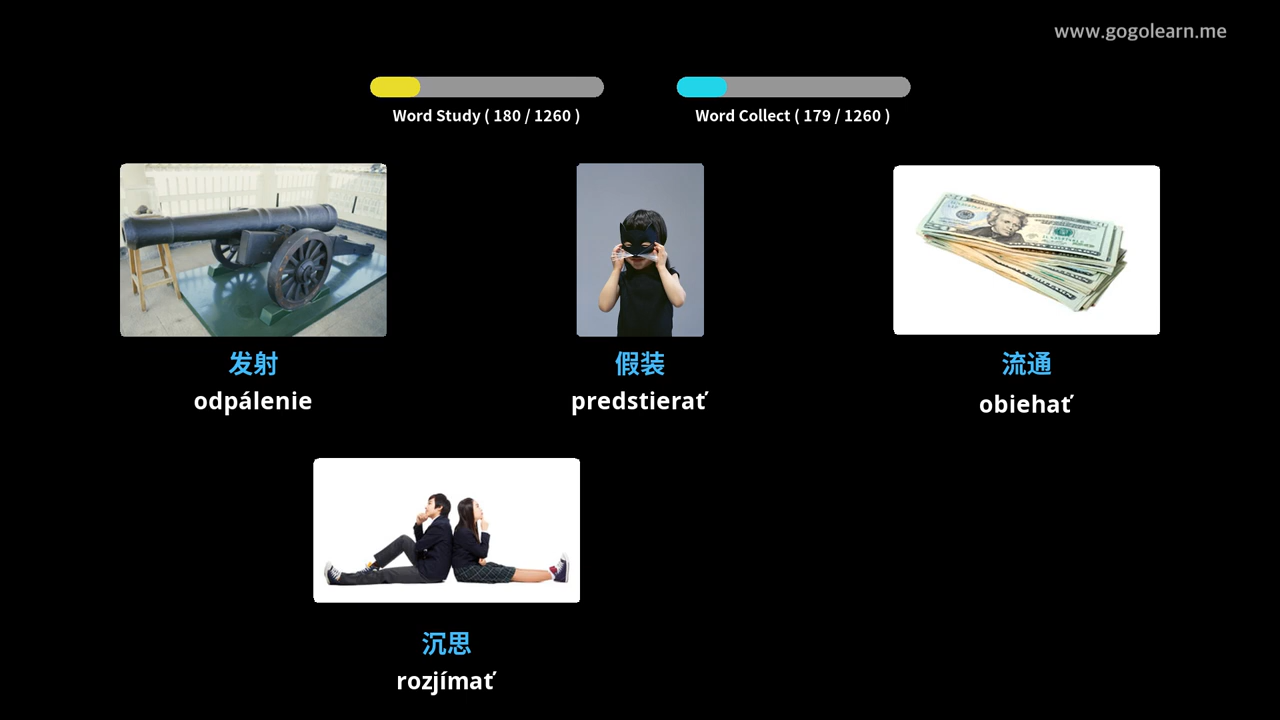 www.gogolearn.me
Word Study ( 180 / 1260 )
Word Collect ( 179 / 1260 )
发射
odpálenie
假装
predstierať
流通
obiehať
沉思
rozjímať